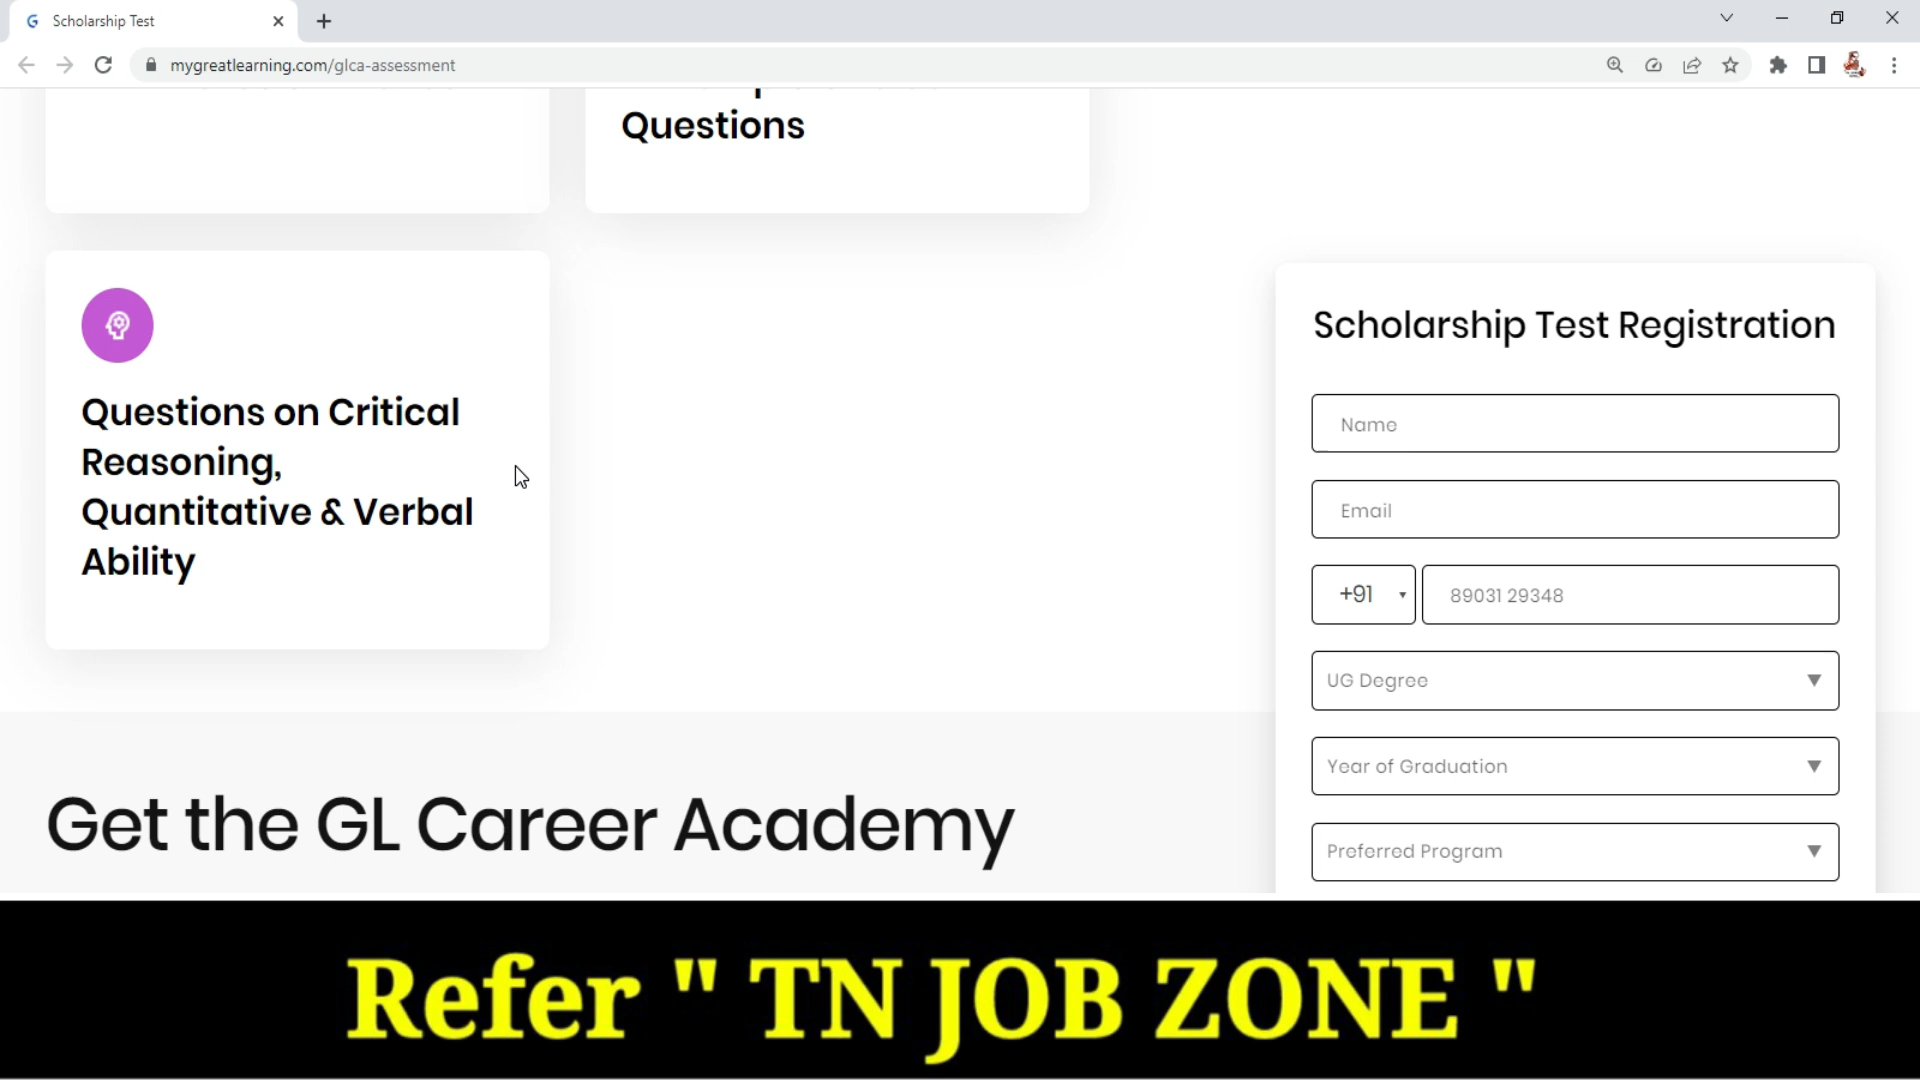 Scholarship Test
mygreatlearning.com/glca-assessment
Questions
Questions on Critical
Reasoning,
Quantitative & Verbal
Ability
Scholarship Test Registration
Name
Email
+91
89031 29348
UG Degree
Year of Graduation
Preferred Program
Get the GL Career Academy
Refer " TN JOB ZONE "